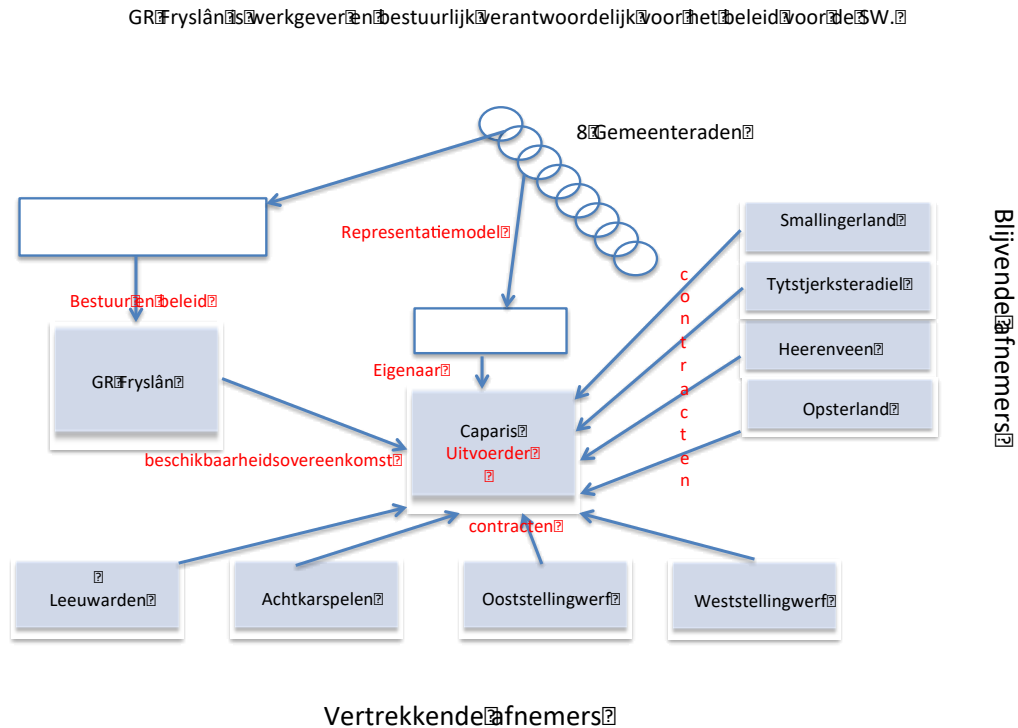 GR Fryslân is werkgever en bestuurlijk verantwoordelijk voor het beleid voor de SW.
8 Gemeenteraden
Representatiemodel
Bestuur en beleid
GR Fryslân
Eigenaar
Caparis
Uitvoerder
beschikbaarheidsovereenkomst
contracten
Smallingerland
Tytstjerksteradiel
Heerenveen
Opsterland
Blijvende afnemers
contracten
Leeuwarden
Achtkarspelen
Ooststellingwerf
Weststellingwerf
Vertrekkende afnemers